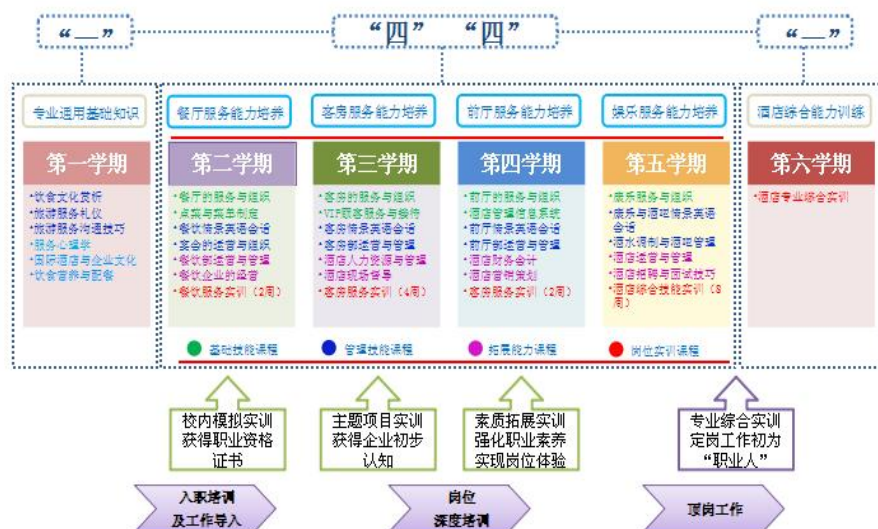 “一”
“四” “四”
“一”
专业通用基础知识
餐厅服务能力培养
客房服务能力培养
前厅服务能力培养
娱乐服务能力培养
酒店综合能力训练
第一学期
•饮食文化赏析
•旅游服务礼仪
•旅游服务沟通技巧
•服务心理学
•国际酒店与企业文化
•饮食营养与配餐
第二学期
•餐厅的服务与组织
•点菜与菜单制定
•餐饮情景英语会话
•宴会的运营与组织
•餐饮部运营与管理
•餐饮企业的经营
•餐饮服务实训（2周）
第三学期
•客房的服务与组织
•VIP顾客服务与接待
•客房情景英语会话
•客房部运营与管理
•酒店人力资源与管理
•酒店现场督导
•客房服务实训（4周）
第四学期
•前厅的服务与组织
•酒店管理信息系统
•前厅情景英语会话
•前厅部运营与管理
•酒店财务会计
•酒店营销策划
•客房服务实训（2周）
第五学期
•康乐服务与组织
•康乐与酒吧情景英语
会话
•酒水调制与酒吧管理
•酒店运营与管理
•酒店招聘与面试技巧
•酒店综合技能实训（8
周）
第六学期
•酒店专业综合实训
基础技能课程
管理技能课程
拓展能力课程
岗位实训课程
校内模拟实训
获得职业资格
证书
主题项目实训
获得企业初步
认知
素质拓展实训
强化职业素养
实现岗位体验
专业综合实训
定岗工作初为
“职业人”
入职培训
及工作导入
岗位
深度培训
顶岗工作